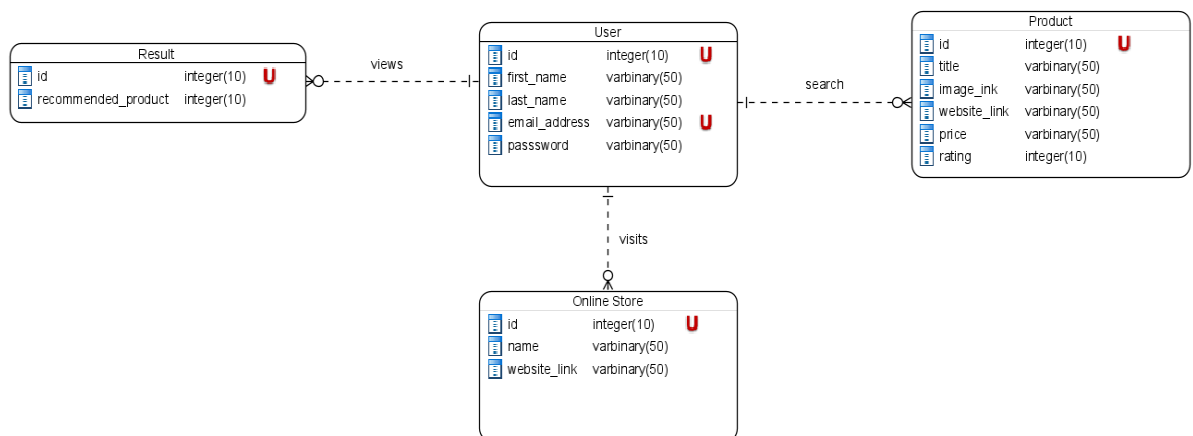 Result
id integer(10) U
recommended_product integer(10)
views
User
id integer(10) U
first_name varbinary(50)
last_name varbinary(50)
email_address varbinary(50) U
passsword varbinary(50)
search
Product
id integer(10) U
title varbinary(50)
image_ink varbinary(50)
website_link varbinary(50)
price varbinary(50)
rating integer(10)
visits
Online Store
id integer(10) U
name varbinary(50)
website_link varbinary(50)